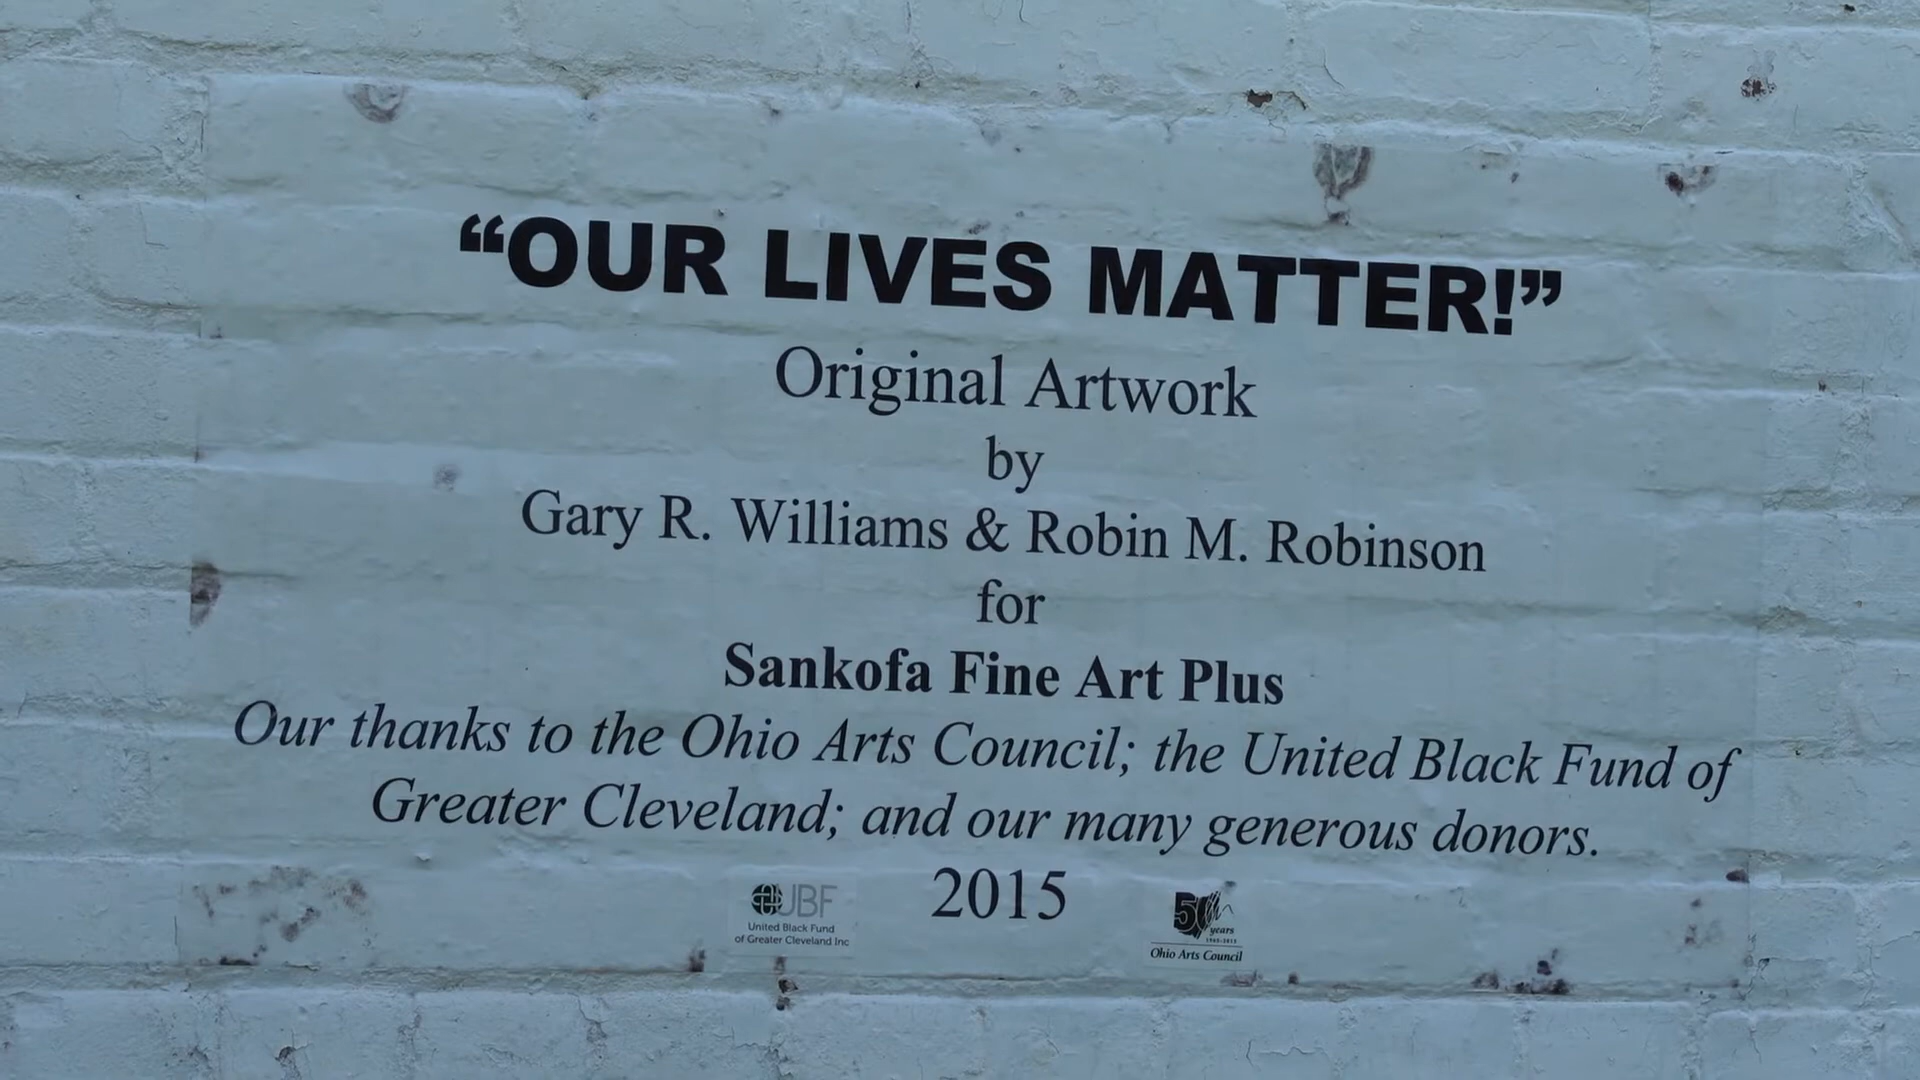 “OUR LIVES MATTER!”
Original Artwork
by
Gary R. Williams & Robin M. Robinson
for
Sankofa Fine Art Plus
Our thanks to the Ohio Arts Council; the United Black Fund of
Greater Cleveland; and our many generous donors.
2015
UBF
United Black Fund
of Greater Cleveland Inc
50
years
1965-2015
Ohio Arts Council